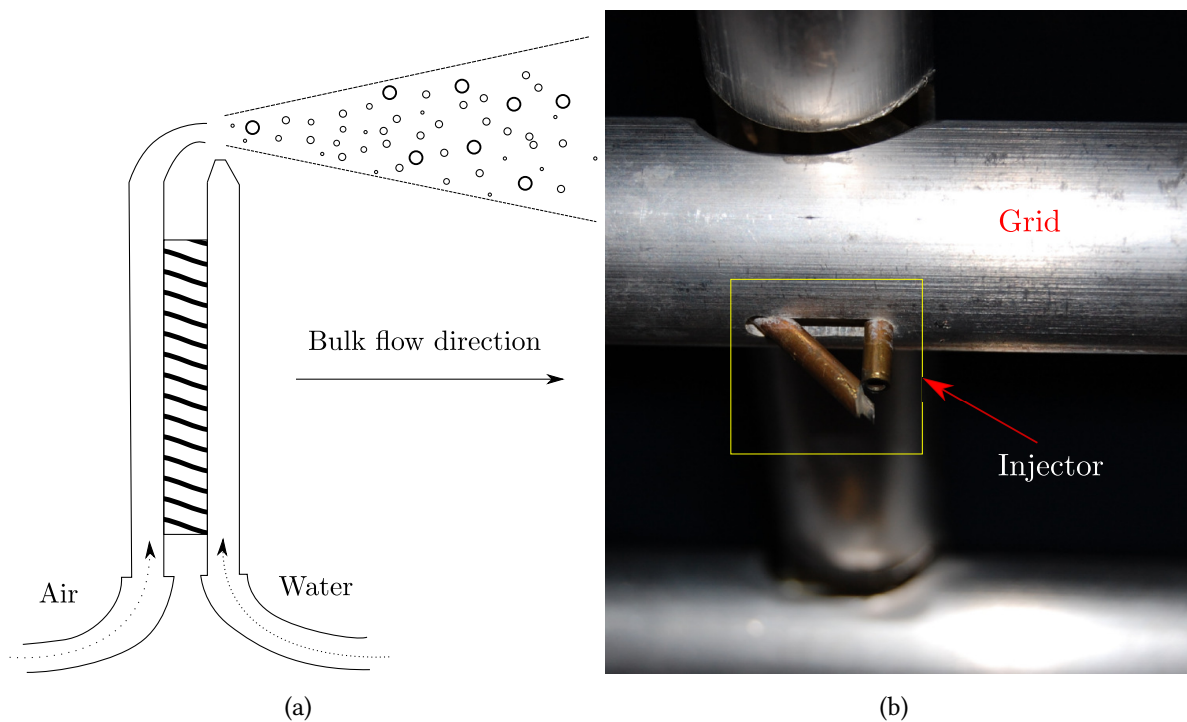 Bulk flow direction
Air
Water
(a)
Grid
Injector
(b)